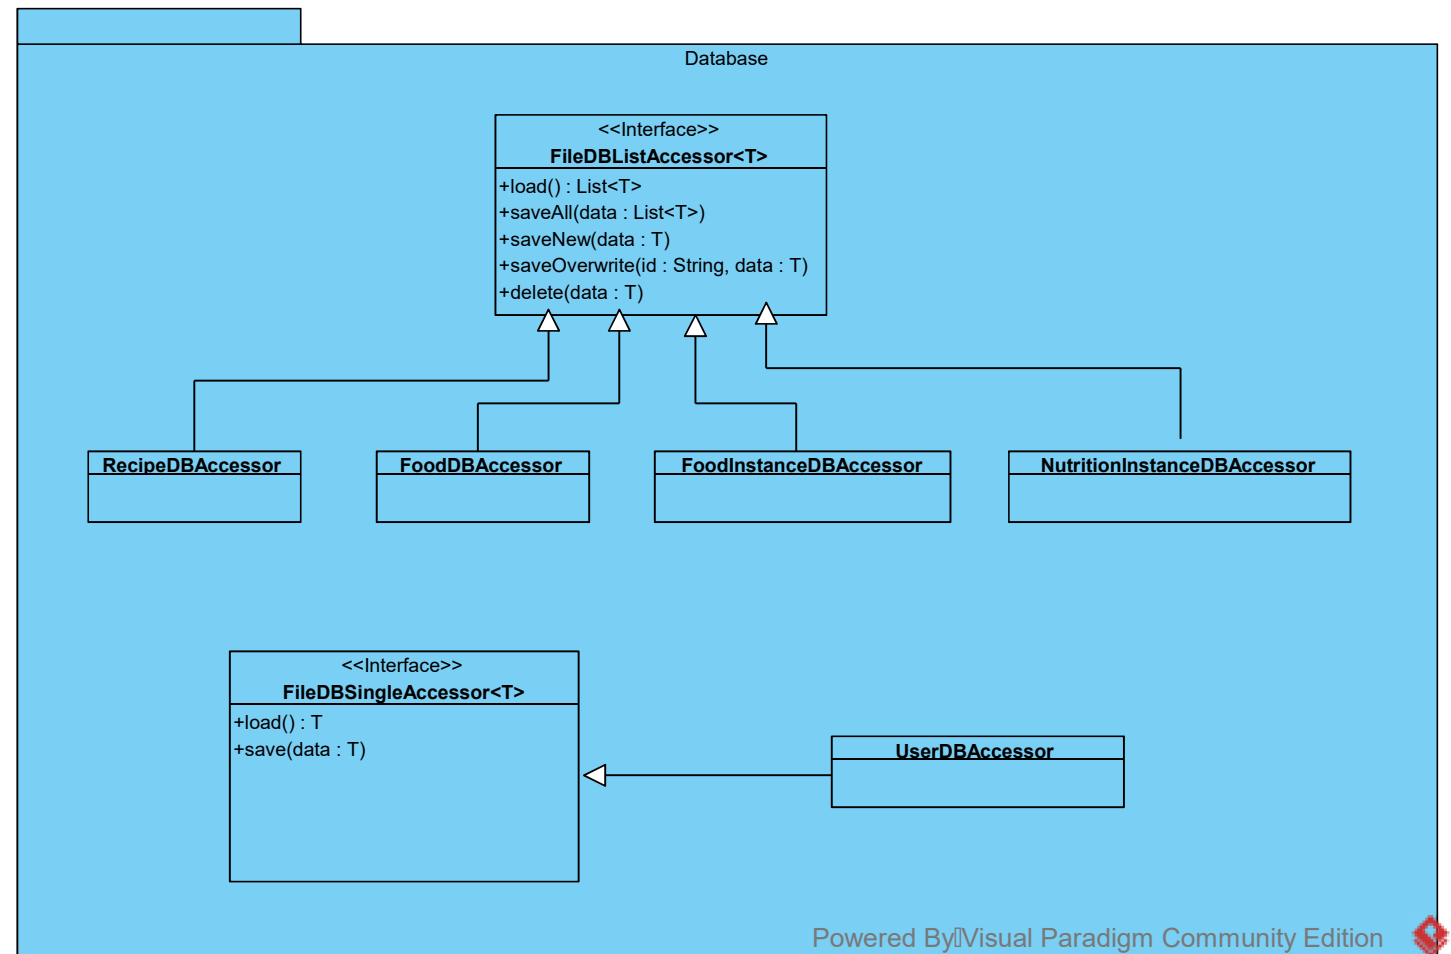 Database
<<Interface>>
FileDBListAccessor<T>
+load() : List<T>
+saveAll(data : List<T>)
+saveNew(data : T)
+saveOverwrite(id : String, data : T)
+delete(data : T)
RecipeDBAccessor
FoodDBAccessor
FoodInstanceDBAccessor
NutritionInstanceDBAccessor
<<Interface>>
FileDBSingleAccessor<T>
+load() : T
+save(data : T)
UserDBAccessor
Powered By Visual Paradigm Community Edition